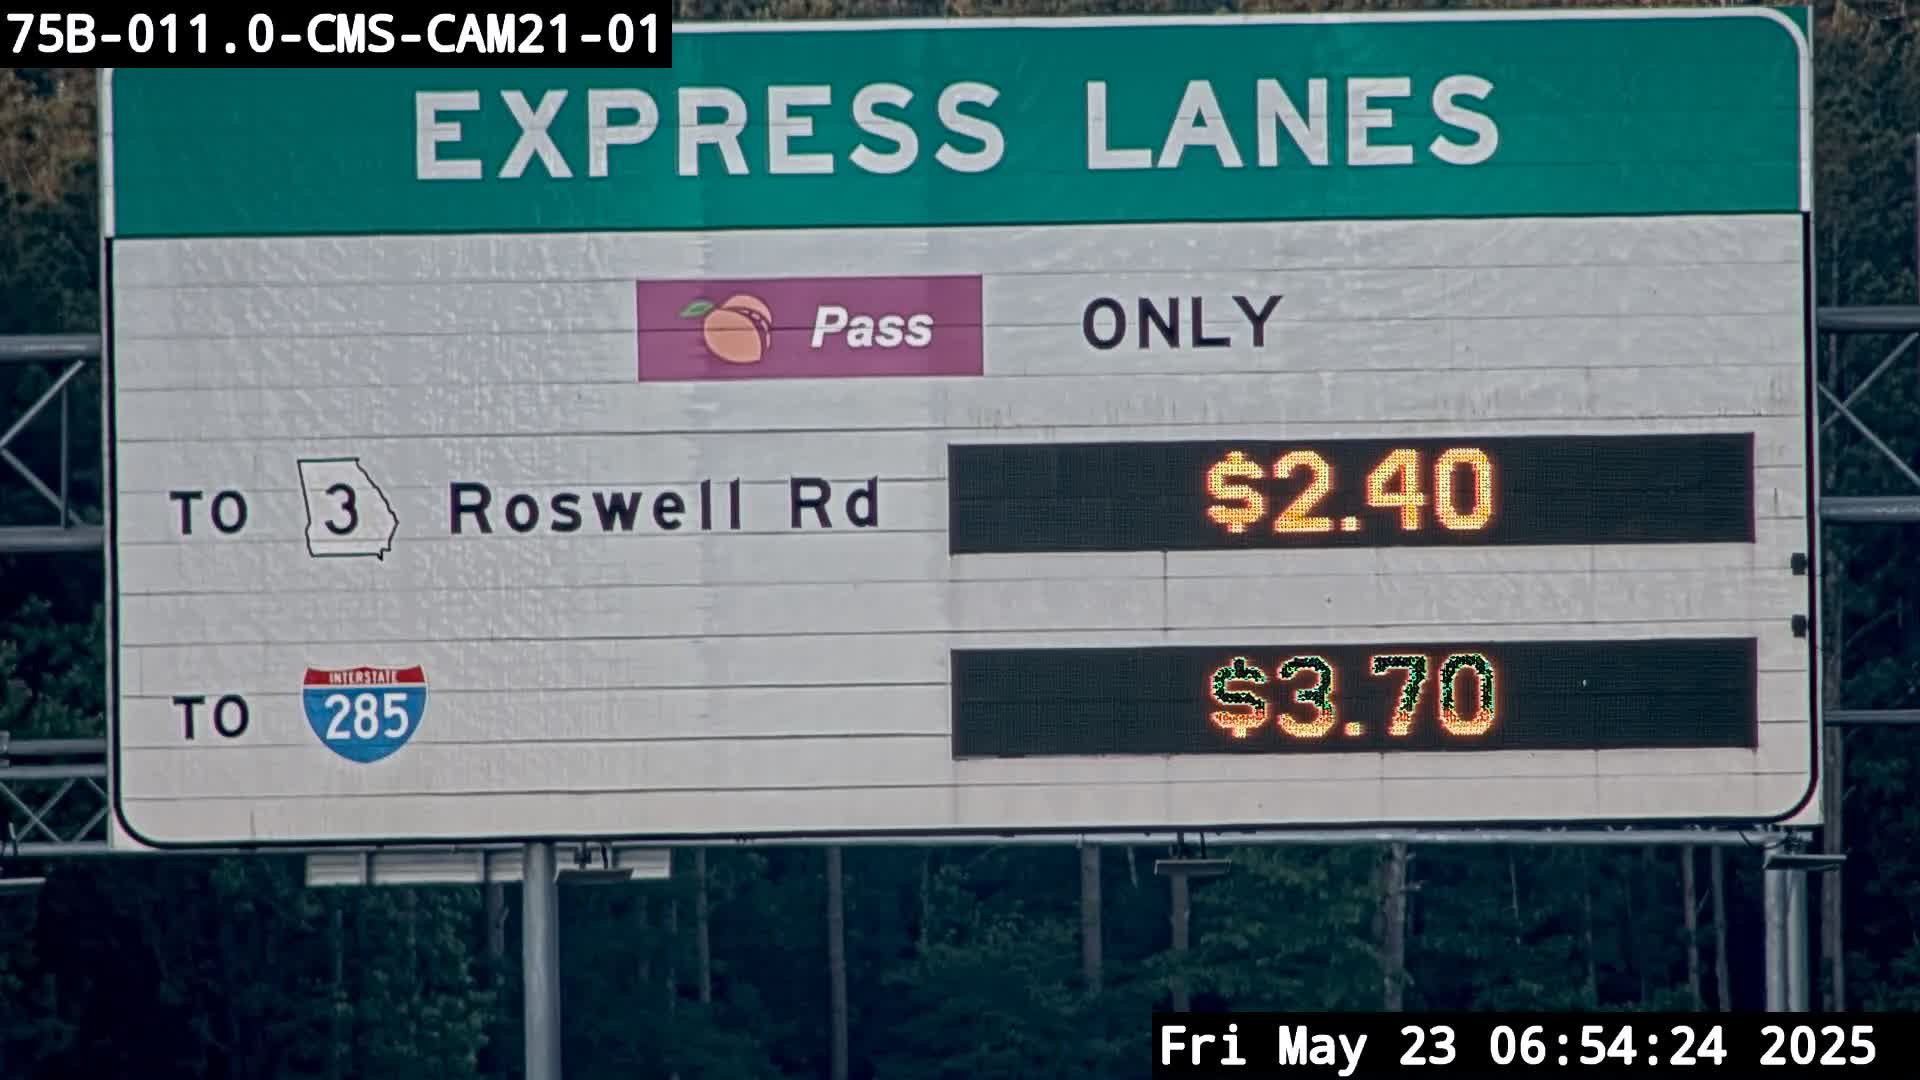 75B-011.0-CMS-CAM21-01
EXPRESS LANES
Pass ONLY
TO 3 Roswell Rd $2.40
INTERSTATE
TO 285 $3.70
Fri May 23 06:54:24 2025